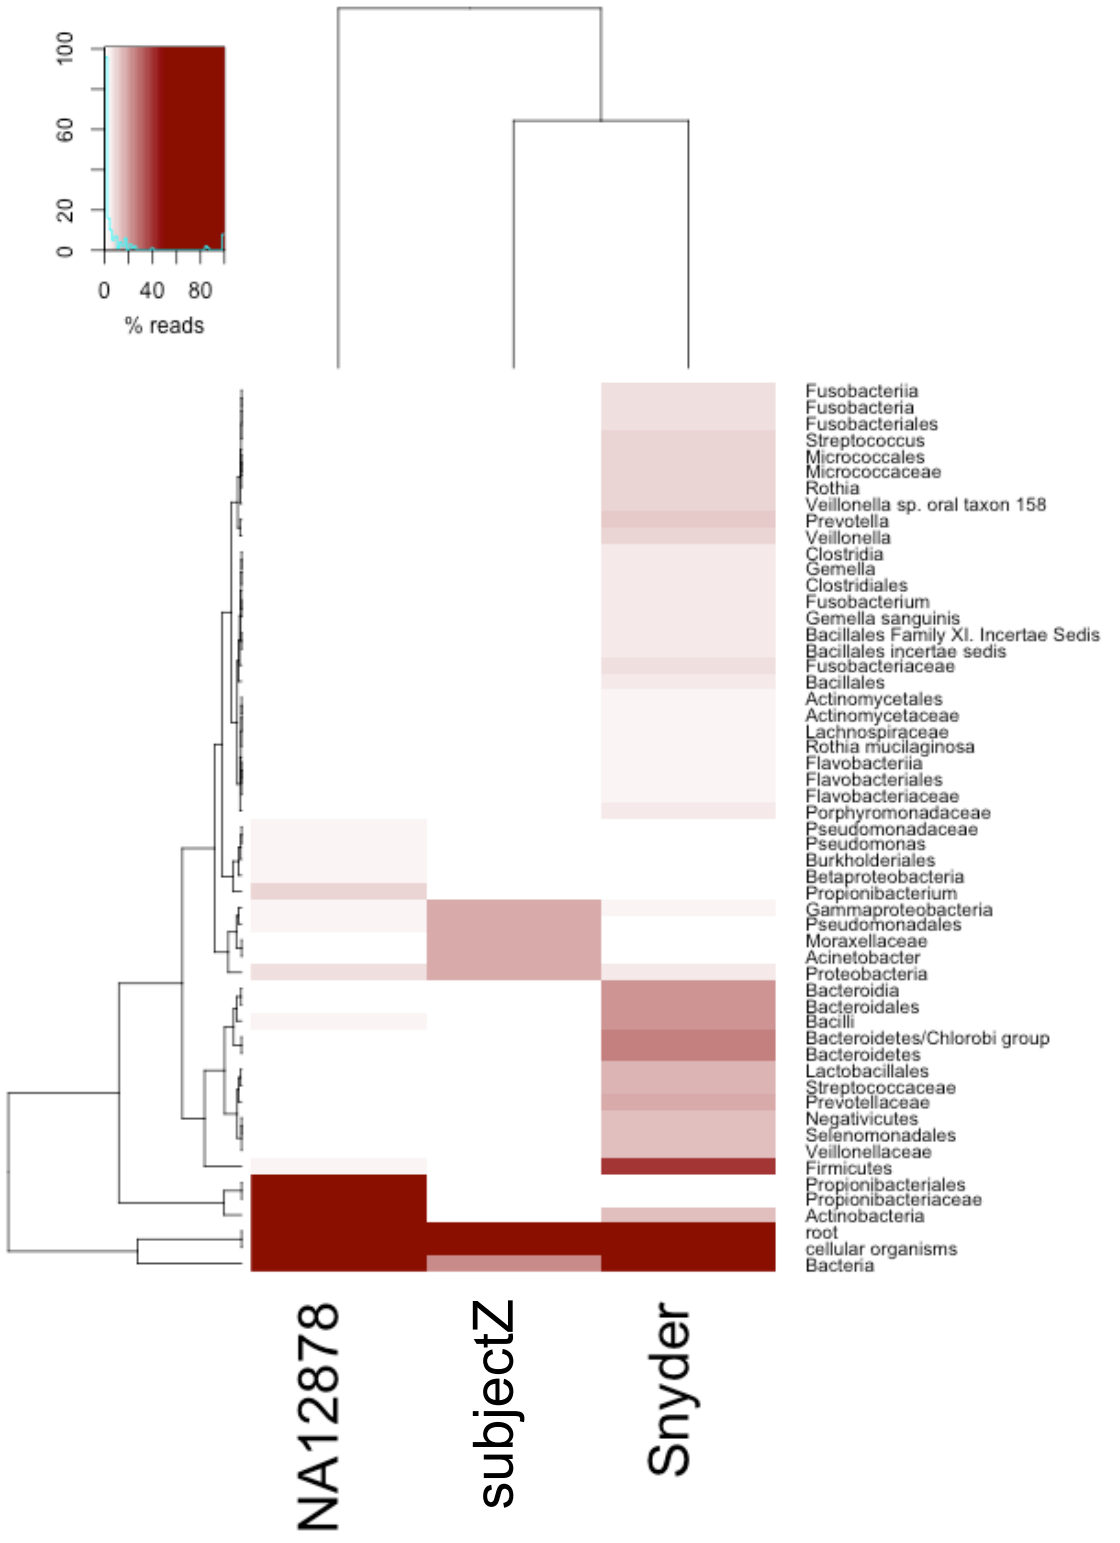 100
60
20
0
0 40 80
% reads
Fusobacteriia
Fusobacteria
Fusobacteriales
Streptococcus
Micrococcales
Micrococcaceae
Rothia
Veillonella sp. oral taxon 158
Prevotella
Veillonella
Clostridia
Gemella
Clostridiales
Fusobacterium
Gemella sanguinis
Bacillales Family XI. Incertae Sedis
Bacillales incertae sedis
Fusobacteriaceae
Bacillales
Actinomycetales
Actinomycetaceae
Lachnospiraceae
Rothia mucilaginosa
Flavobacteriia
Flavobacteriales
Flavobacteriaceae
Porphyromonadaceae
Pseudomonadaceae
Pseudomonas
Burkholderiales
Betaproteobacteria
Propionibacterium
Gammaproteobacteria
Pseudomonadales
Moraxellaceae
Acinetobacter
Proteobacteria
Bacteroidia
Bacteroidales
Bacilli
Bacteroidetes/Chlorobi group
Bacteroidetes
Lactobacillales
Streptococcaceae
Prevotellaceae
Negativicutes
Selenomonadales
Veillonellaceae
Firmicutes
Propionibacteriales
Propionibacteriaceae
Actinobacteria
root
cellular organisms
Bacteria
NA12878
subjectZ
Snyder